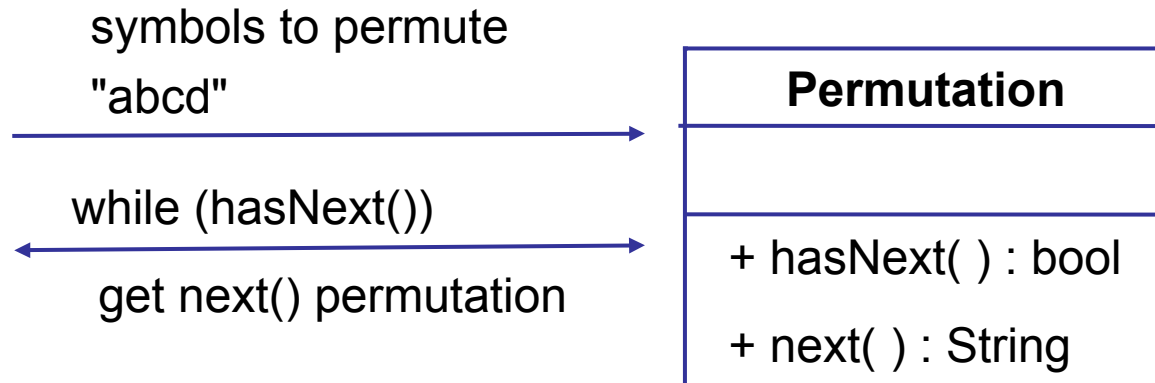 symbols to permute
"abcd"
while (hasNext())
get next() permutation
Permutation
+ hasNext( ) : bool
+ next( ) : String